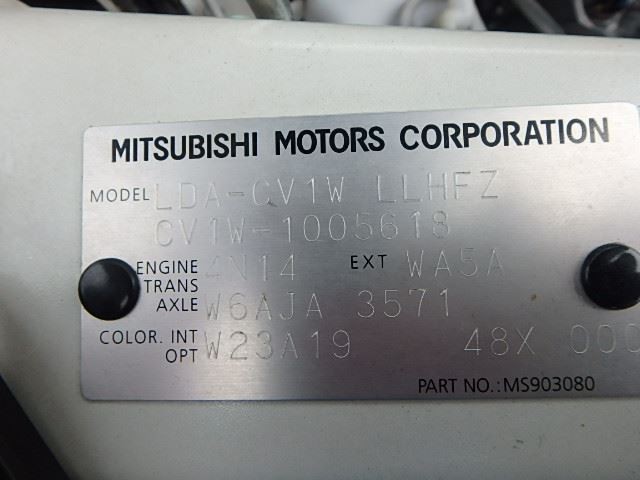 MITSUBISHI MOTORS CORPORATION
MODEL LDA-CV1W LLHFZ
CV1W-1005618
ENGINE 4N14 EXT WA5A
TRANS
AXLE W6AJA 3571
COLOR. INT W23A19 48X 000
OPT
PART NO.:MS903080